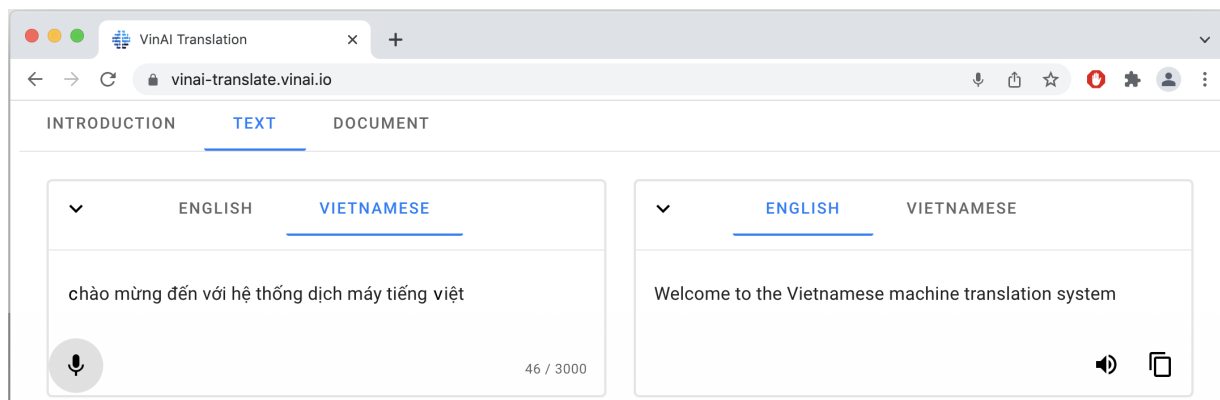 VinAI Translation
vinai-translate.vinai.io
INTRODUCTION TEXT DOCUMENT
ENGLISH VIETNAMESE
chào mừng đến với hệ thống dịch máy tiếng việt
46 / 3000
ENGLISH VIETNAMESE
Welcome to the Vietnamese machine translation system